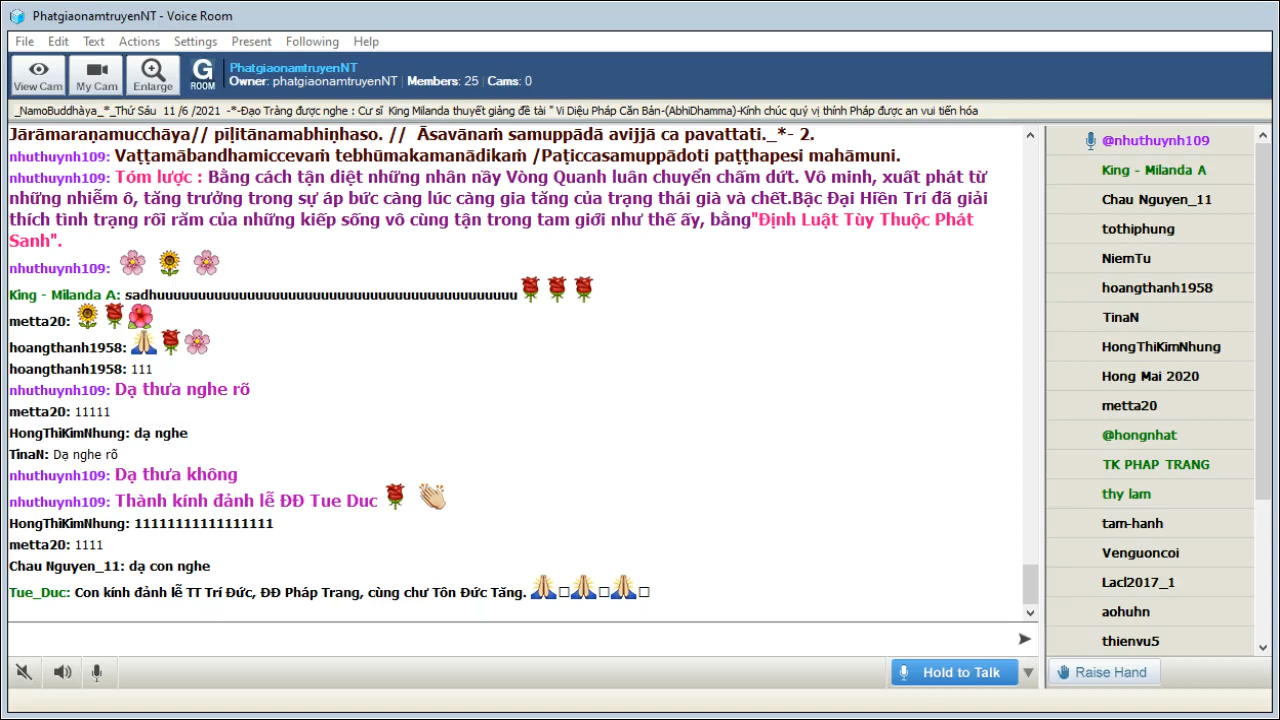 PhatgiaonamtruyenNT - Voice Room
File Edit Text Actions Settings Present Following Help
View Cam My Cam Enlarge G ROOM
PhatgiaonamtruyenNT
Owner: phatgiaonamtruyenNT Members: 25 Cams: 0
_NamoBuddhàya_*_Thứ Sáu 11/6 /2021 -*-Đạo Tràng được nghe : Cư sĩ King Milanda thuyết giảng đề tài " Vi Diệu Pháp Căn Bản-(AbhiDhamma)-Kính chúc quý vị thính Pháp được an vui tiến hóa
Jārāmaraṇamucchāya// pīḷitānamabhiṇhaso. // Āsavānaṁ samuppādā avijjā ca pavattati._*- 2.
nhuthuynh109: Vaṭṭamābandhamiccevaṁ tebhūmakamanādikaṁ /Paṭiccasamuppādoti paṭṭhapesi mahāmuni.
nhuthuynh109: Tóm lược : Bằng cách tận diệt những nhân nầy Vòng Quanh luân chuyển chấm dứt. Vô minh, xuất phát từ
những nhiễm ô, tăng trưởng trong sự áp bức càng lúc càng gia tăng của trạng thái già và chết.Bậc Đại Hiền Trí đã giải
thích tình trạng rối răm của những kiếp sống vô cùng tận trong tam giới như thế ấy, bằng"Định Luật Tùy Thuộc Phát
Sanh".
nhuthuynh109:
King - Milanda A: sadhuuuuuuuuuuuuuuuuuuuuuuuuuuuuuuuuuuuuuuuuuuuu
metta20:
hoangthanh1958:
hoangthanh1958: 111
nhuthuynh109: Dạ thưa nghe rõ
metta20: 11111
HongThiKimNhung: dạ nghe
TinaN: Dạ nghe rõ
nhuthuynh109: Dạ thưa không
nhuthuynh109: Thành kính đảnh lễ ĐĐ Tue Duc
HongThiKimNhung: 11111111111111111
metta20: 1111
Chau Nguyen_11: dạ con nghe
Tue_Duc: Con kính đảnh lễ TT Trí Đức, ĐĐ Pháp Trang, cùng chư Tôn Đức Tăng.
Hold to Talk
@nhuthuynh109
King - Milanda A
Chau Nguyen_11
tothiphung
NiemTu
hoangthanh1958
TinaN
HongThiKimNhung
Hong Mai 2020
metta20
@hongnhat
TK PHAP TRANG
thy lam
tam-hanh
Venguoncoi
Lacl2017_1
aohuhn
thienvu5
Raise Hand